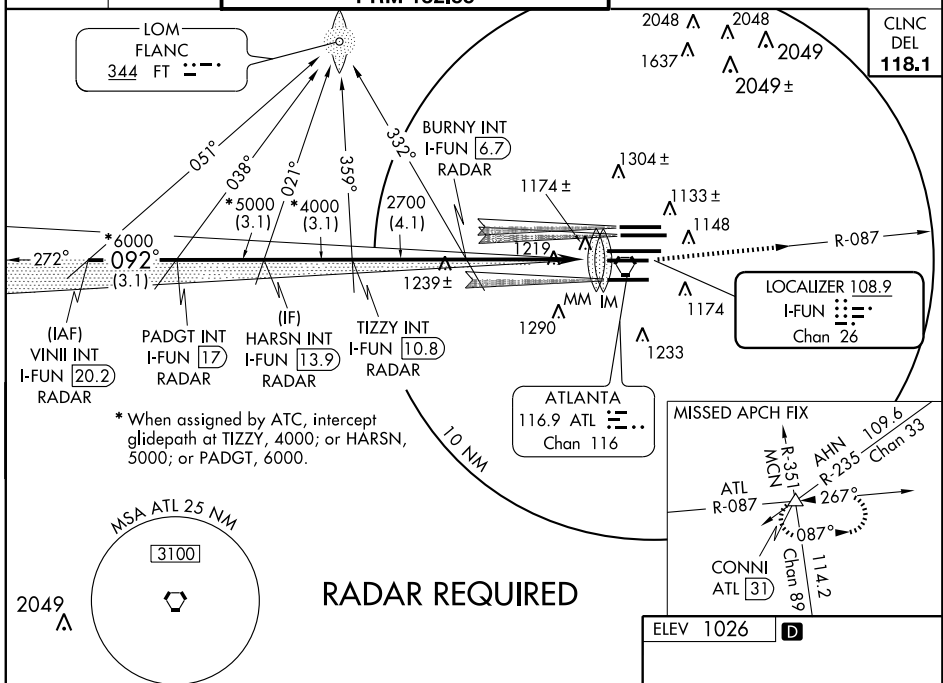 LOM
FLANC
344 FT
2048
2048
1637
2049
2049 ±
CLNC
DEL
118.1
051°
038°
021°
359°
332°
BURNY INT
I-FUN 6.7
RADAR
1304 ±
1174 ±
1133 ±
1148
*5000
(3.1)
*4000
(3.1)
2700
(4.1)
*6000
272°
092°
(3.1)
1219
1239 ±
R-087
MM
IM
1290
1174
1233
LOCALIZER 108.9
I-FUN
Chan 26
(IAF)
VINII INT
I-FUN 20.2
RADAR
PADGT INT
I-FUN 17
RADAR
(IF)
HARSN INT
I-FUN 13.9
RADAR
TIZZY INT
I-FUN 10.8
RADAR
ATLANTA
116.9 ATL
Chan 116
* When assigned by ATC, intercept
glidepath at TIZZY, 4000; or HARSN,
5000; or PADGT, 6000.
10 NM
MISSED APCH FIX
R-351
MCN
AHN 109.6
R-235 Chan 33
ATL
R-087
267°
087°
CONNI
ATL 31
114.2
Chan 89
MSA ATL 25 NM
3100
2049
RADAR REQUIRED
ELEV 1026 D